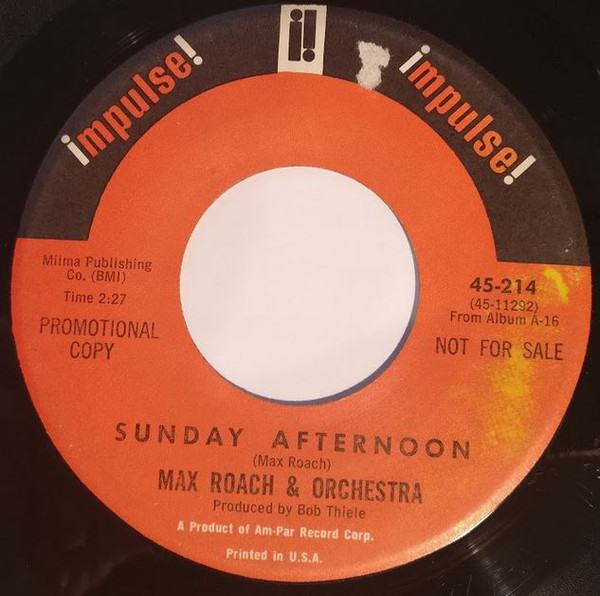 impulse!
i!
impulse!
Milma Publishing
Co. (BMI)
Time 2:27
PROMOTIONAL
COPY
45-214
(45-11292)
From Album A-16
NOT FOR SALE
SUNDAY AFTERNOON
(Max Roach)
MAX ROACH & ORCHESTRA
Produced by Bob Thiele
A Product of Am-Par Record Corp.
Printed in U.S.A.